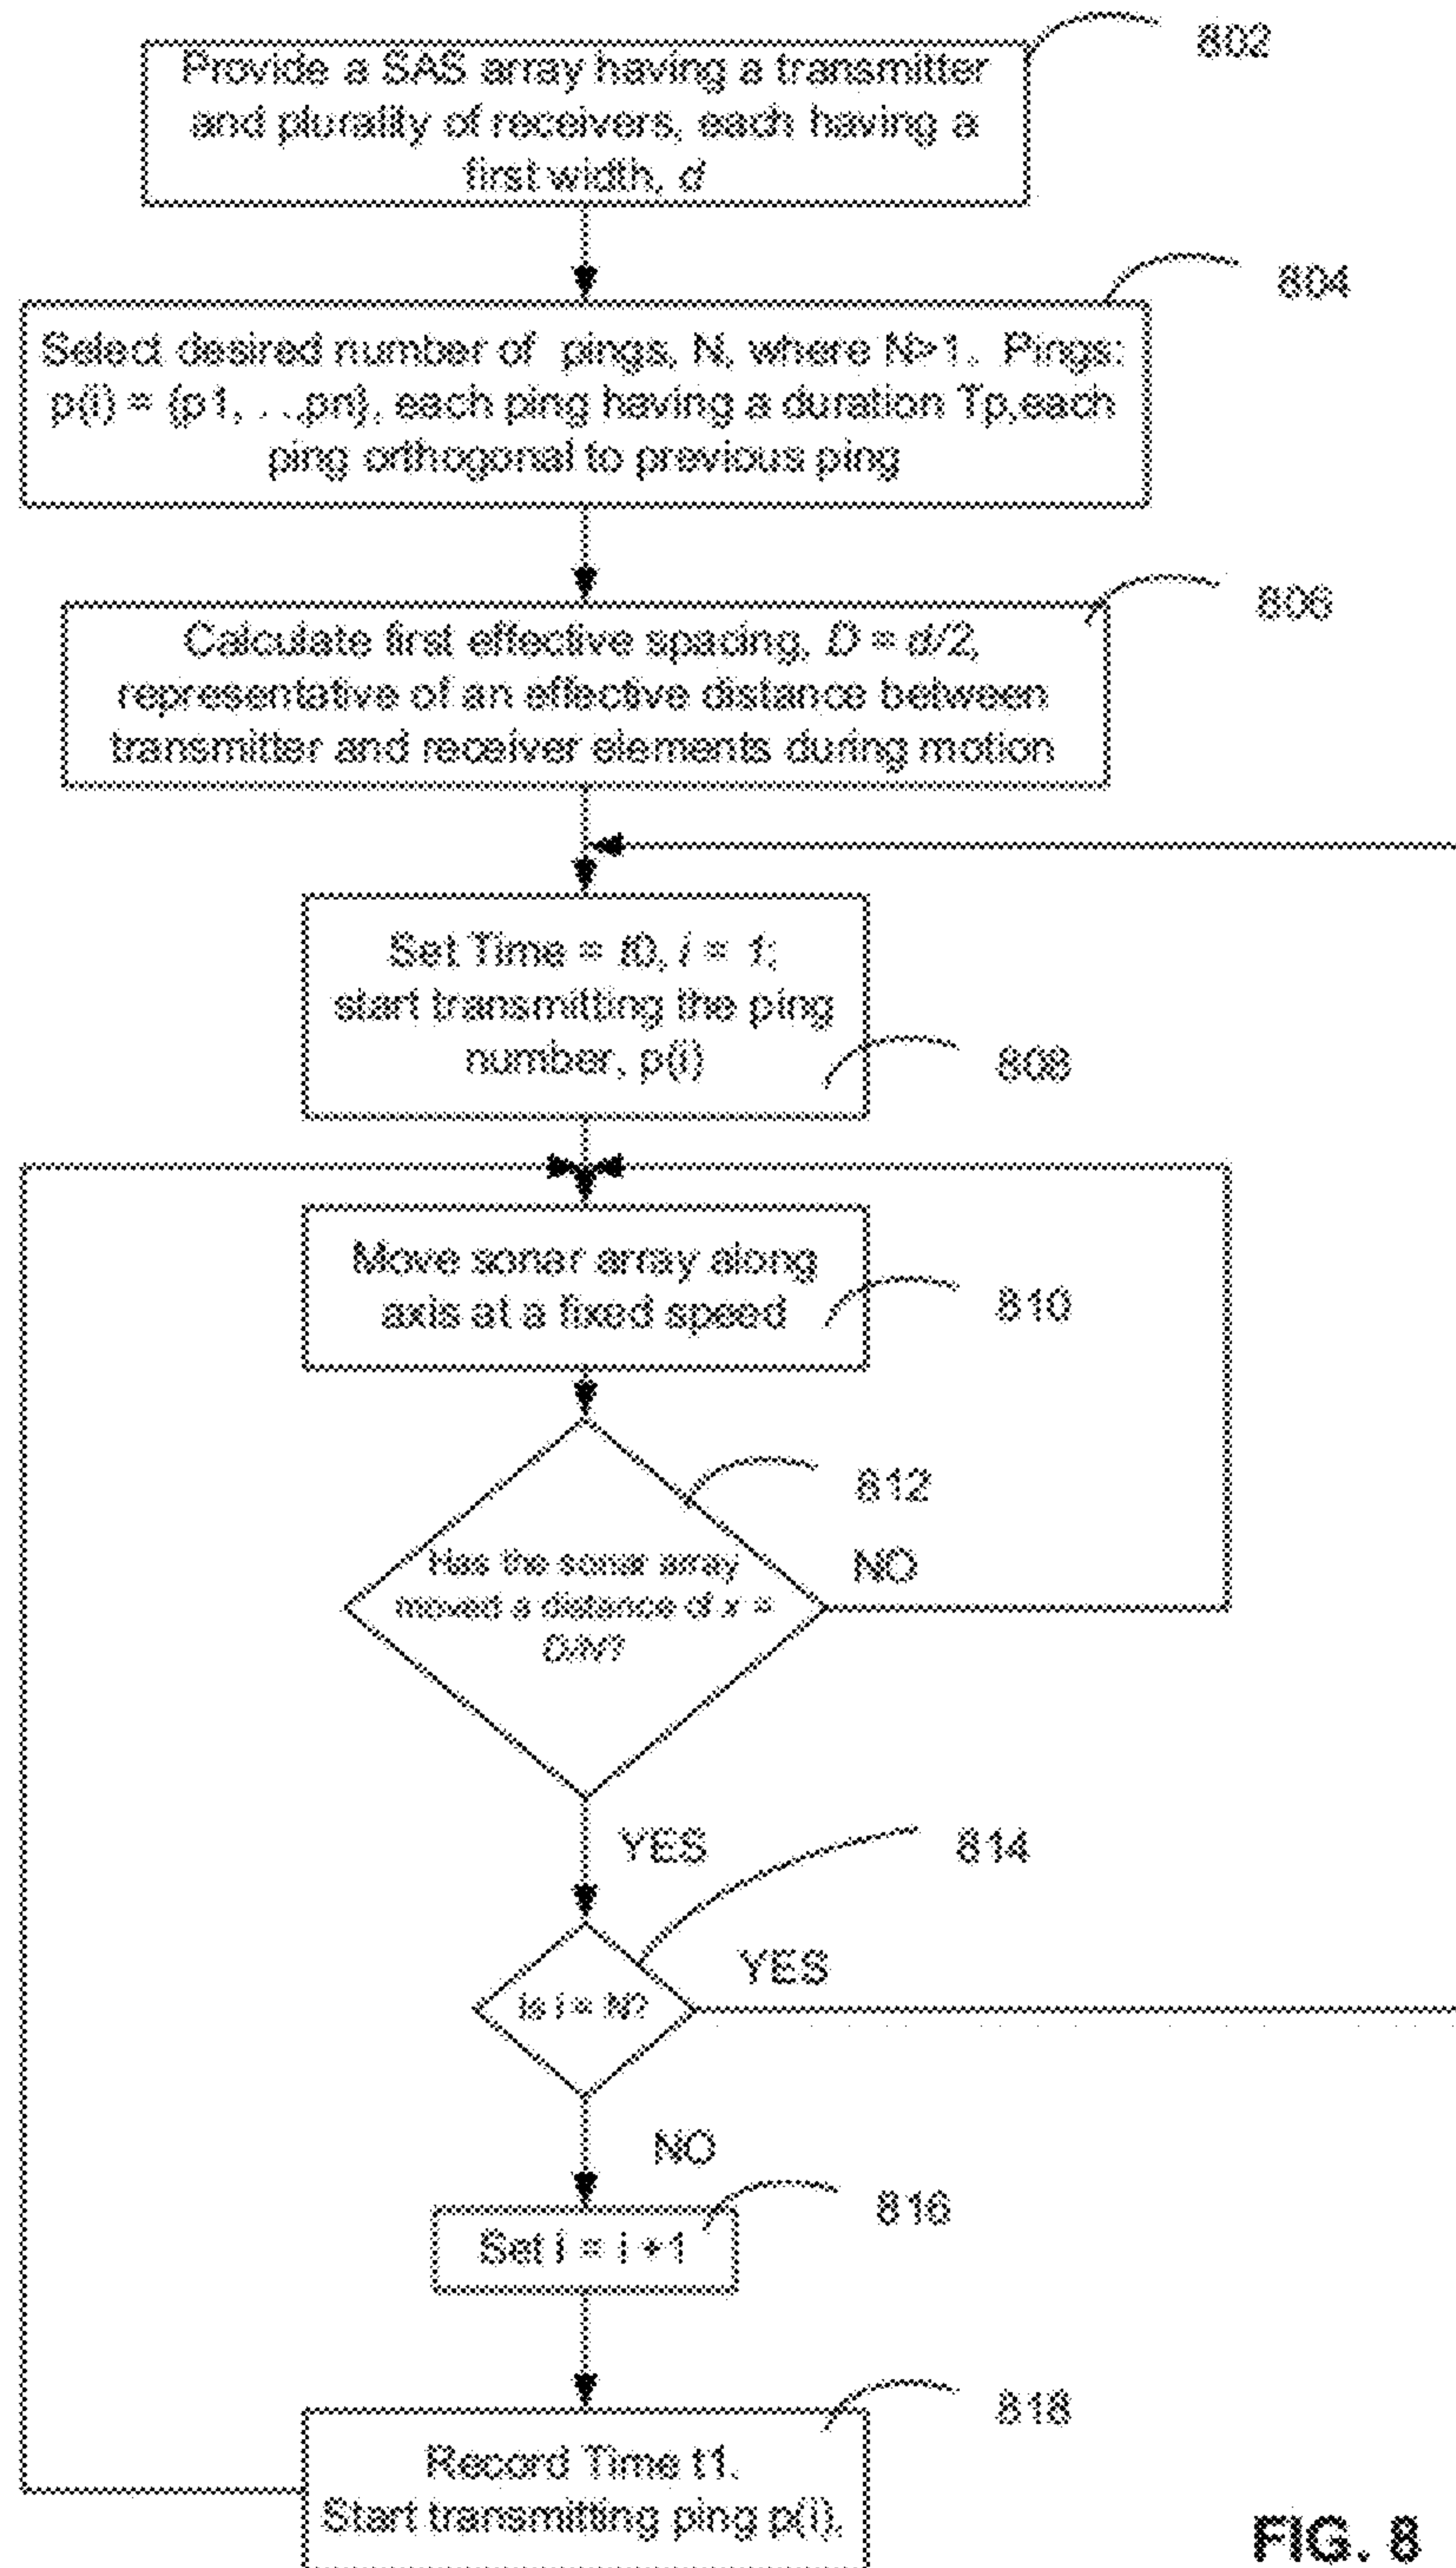 802
Provide a SAS array having a transmitter
and plurality of receivers, each having a
first width, d
804
Select desired number of pings, N, where N>1. Pings:
p(i) = {p1, . .,pn}, each ping having a duration Tp,each
ping orthogonal to previous ping
806
Calculate first effective spacing, D = d/2,
representative of an effective distance between
transmitter and receiver elements during motion
Set Time = t0, i = 1;
start transmitting the ping
number, p(i)
808
Move sonar array along
axis at a fixed speed
810
812
Has the sonar array
moved a distance of x =
D/N?
NO
YES
814
Is i = N?
YES
NO
816
Set i = i +1
818
Record Time t1.
Start transmitting ping p(i).
FIG. 8